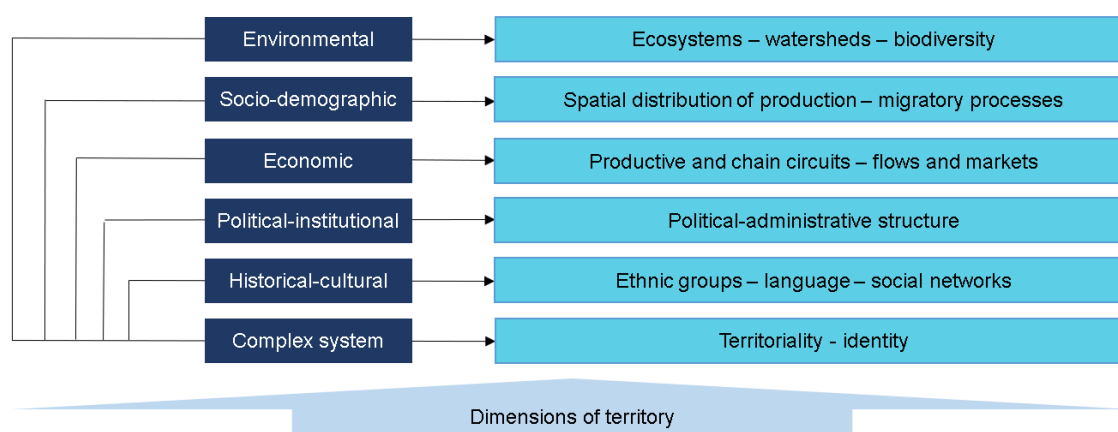 Environmental
Ecosystems – watersheds – biodiversity
Socio-demographic
Spatial distribution of production – migratory processes
Economic
Productive and chain circuits – flows and markets
Political-institutional
Political-administrative structure
Historical-cultural
Ethnic groups – language – social networks
Complex system
Territoriality - identity
Dimensions of territory